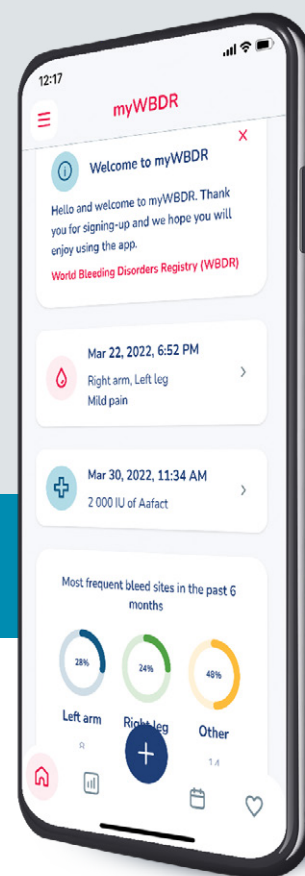 12:17
myWBDR
Welcome to myWBDR
Hello and welcome to myWBDR. Thank
you for signing-up and we hope you will
enjoy using the app.
World Bleeding Disorders Registry (WBDR)
Mar 22, 2022, 6:52 PM
Right arm, Left leg
Mild pain
Mar 30, 2022, 11:34 AM
2 000 IU of Aafact
Most frequent bleed sites in the past 6
months
28%
24%
48%
Left arm
Right leg
Other